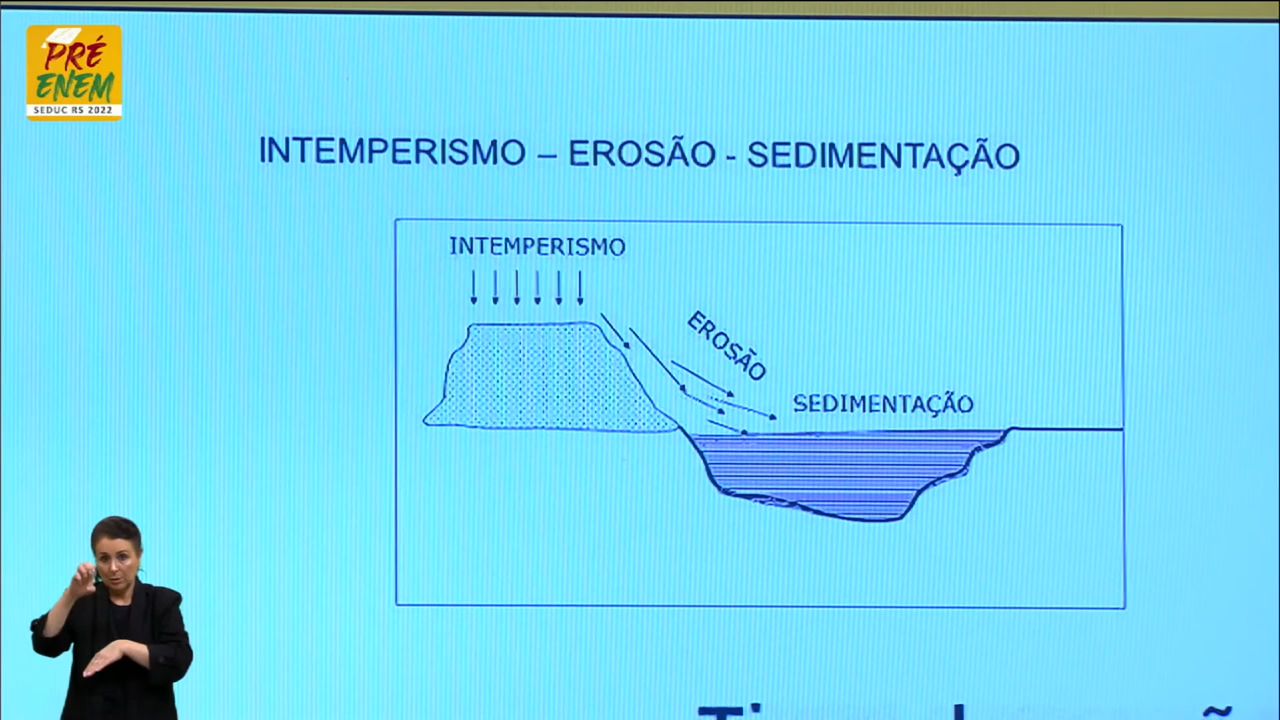 PRÉ
ENEM
SEDUC RS 2022
INTEMPERISMO – EROSÃO - SEDIMENTAÇÃO
INTEMPERISMO
EROSÃO
SEDIMENTAÇÃO